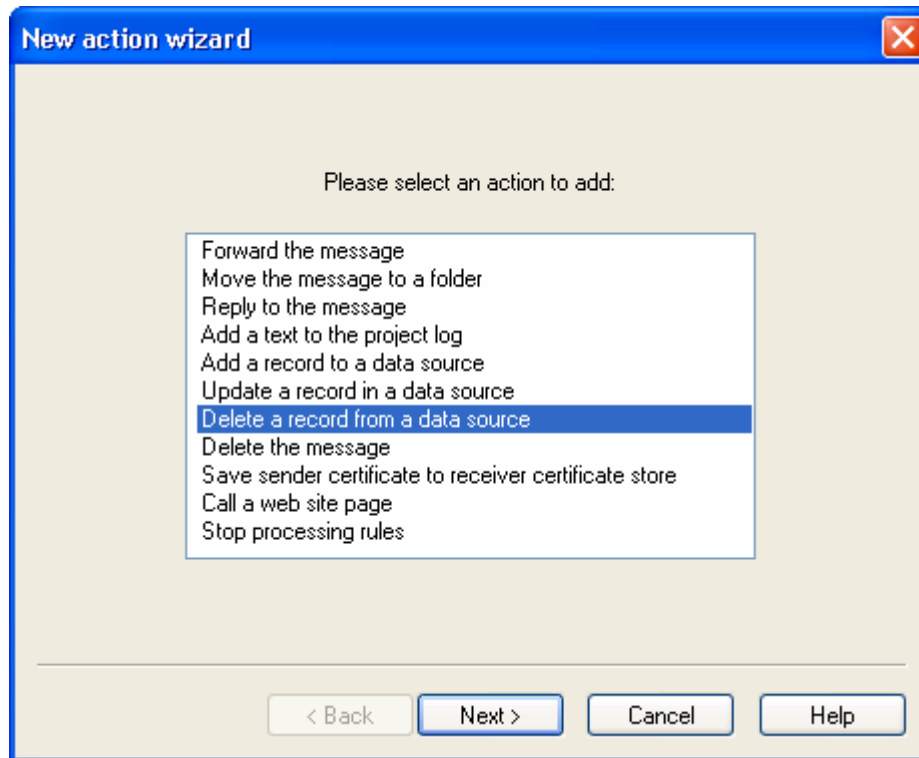 New action wizard
Please select an action to add:
Forward the message
Move the message to a folder
Reply to the message
Add a text to the project log
Add a record to a data source
Update a record in a data source
Delete a record from a data source
Delete the message
Save sender certificate to receiver certificate store
Call a web site page
Stop processing rules
< Back Next > Cancel Help